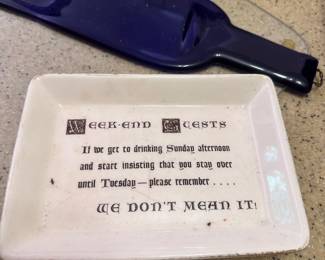 WEEK-END GUESTS
If we get to drinking Sunday afternoon
and start insisting that you stay over
until Tuesday — please remember . . . .
WE DON'T MEAN IT!